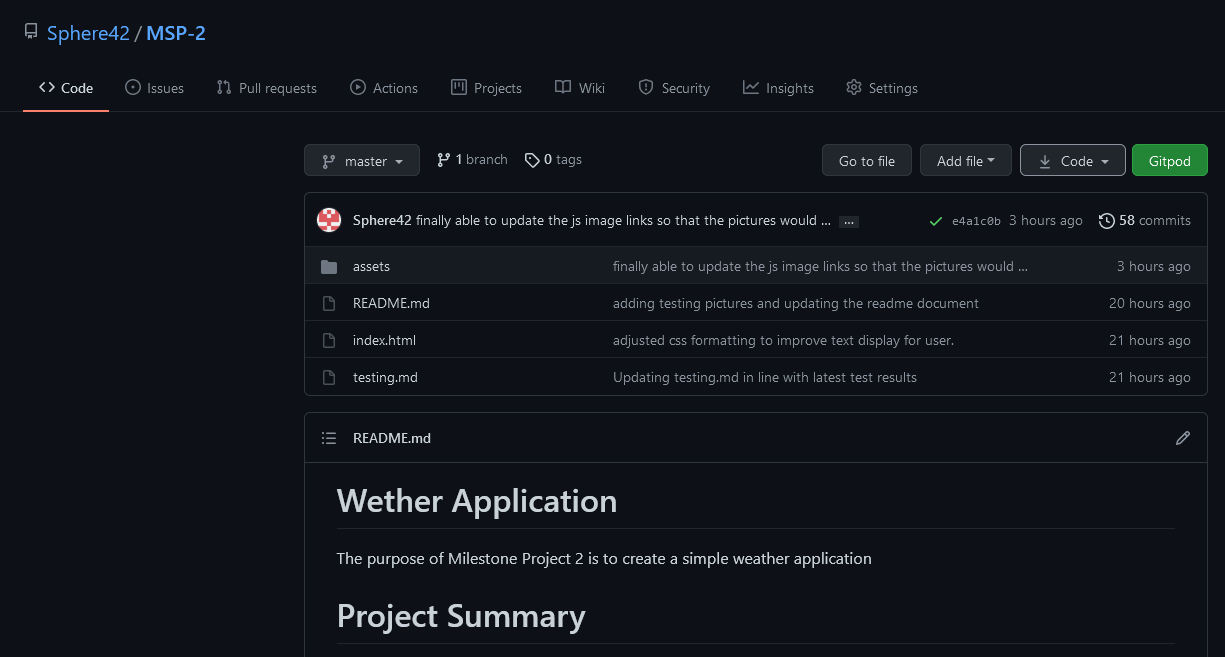 Sphere42 / MSP-2
Code Issues Pull requests Actions Projects Wiki Security Insights Settings
master 1 branch 0 tags Go to file Add file Code Gitpod
Sphere42 finally able to update the js image links so that the pictures would ... ... e4a1c0b 3 hours ago 58 commits
assets finally able to update the js image links so that the pictures would ... 3 hours ago
README.md adding testing pictures and updating the readme document 20 hours ago
index.html adjusted css formatting to improve text display for user. 21 hours ago
testing.md Updating testing.md in line with latest test results 21 hours ago
README.md
Wether Application
The purpose of Milestone Project 2 is to create a simple weather application
Project Summary